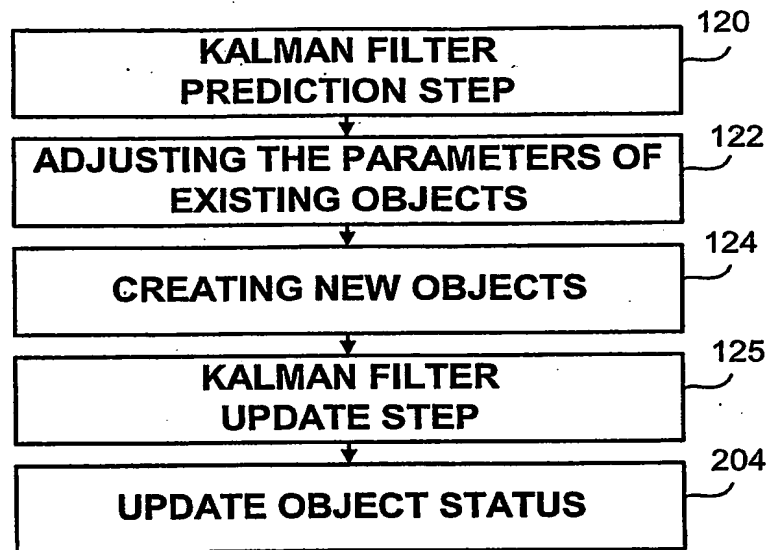 120
KALMAN FILTER
PREDICTION STEP
122
ADJUSTING THE PARAMETERS OF
EXISTING OBJECTS
124
CREATING NEW OBJECTS
125
KALMAN FILTER
UPDATE STEP
204
UPDATE OBJECT STATUS